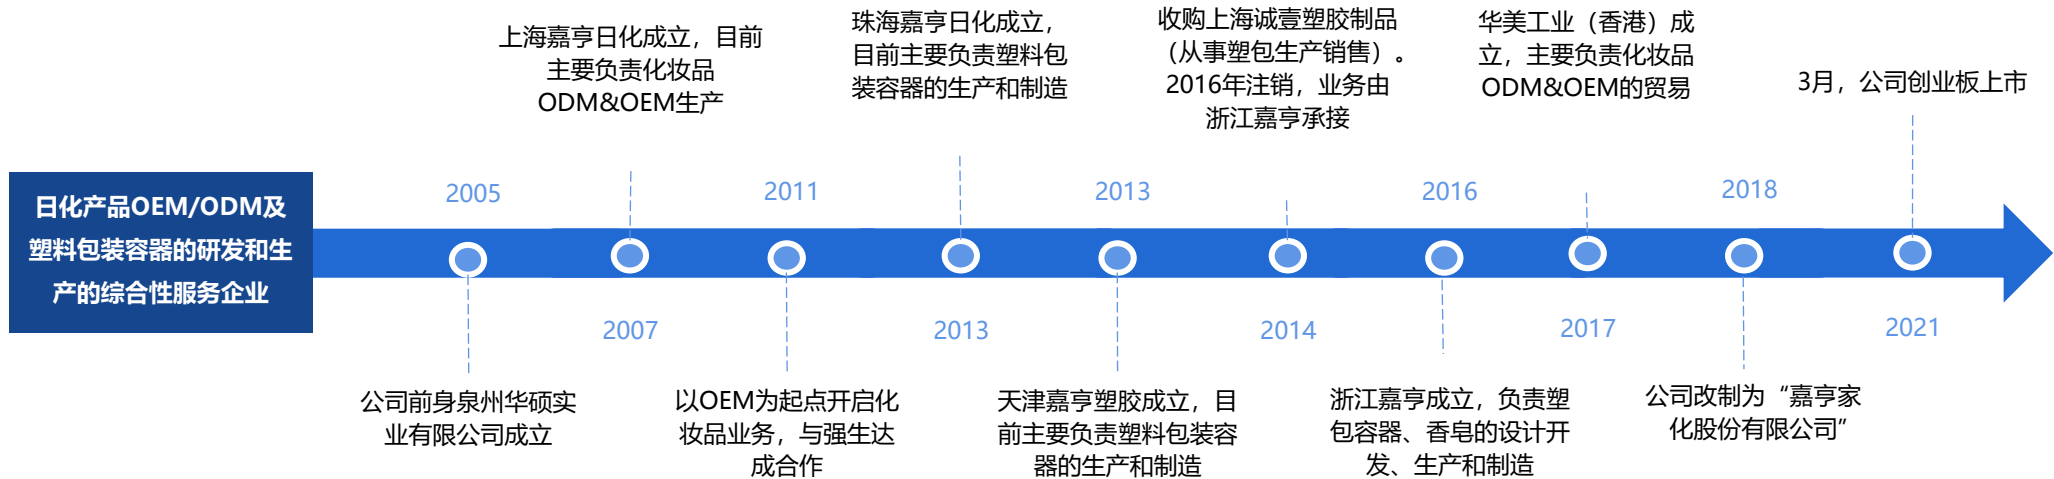 上海嘉亨日化成立，目前
主要负责化妆品
ODM&OEM生产
珠海嘉亨日化成立，
目前主要负责塑料包
装容器的生产和制造
收购上海诚壹塑胶制品
（从事塑包生产销售）。
2016年注销，业务由
浙江嘉亨承接
华美工业（香港）成
立，主要负责化妆品
ODM&OEM的贸易
3月，公司创业板上市
日化产品OEM/ODM及
塑料包装容器的研发和生
产的综合性服务企业
2005
2011
2013
2016
2018
2007
2013
2014
2017
2021
公司前身泉州华硕实
业有限公司成立
以OEM为起点开启化
妆品业务，与强生达
成合作
天津嘉亨塑胶成立，目
前主要负责塑料包装容
器的生产和制造
浙江嘉亨成立，负责塑
包容器、香皂的设计开
发、生产和制造
公司改制为“嘉亨家
化股份有限公司”